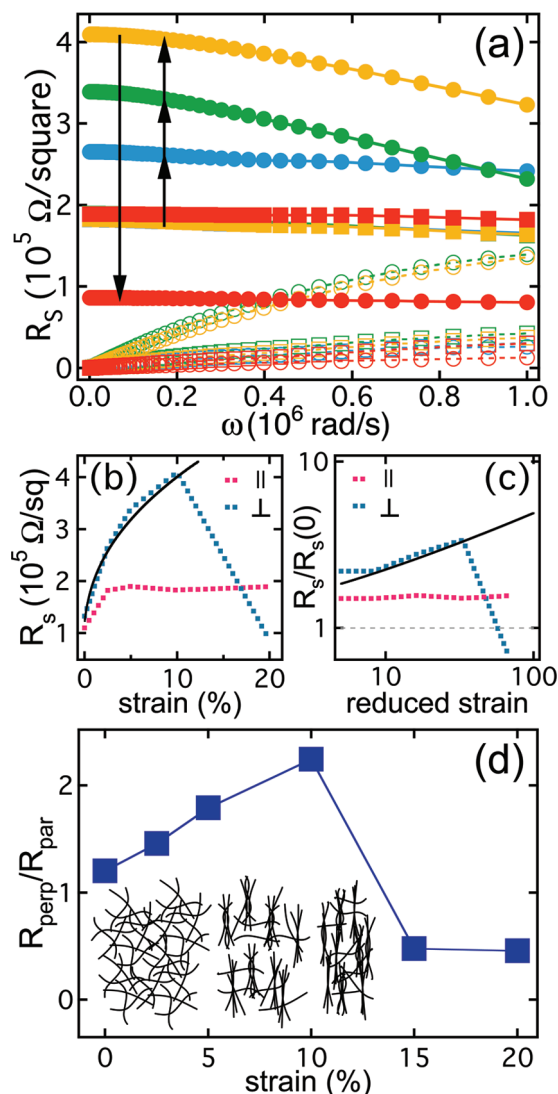 (a)
R_S (10^5 Ω/square)
4
3
2
1
0
0.0 0.2 0.4 0.6 0.8 1.0
ω(10^6 rad/s)
(b)
||
⊥
R_s (10^5 Ω/sq)
4
3
2
1
0 5 10 15 20
strain (%)
(c)
||
⊥
R_s/R_s(0)
10
1
10 100
reduced strain
(d)
R_perp/R_par
2
1
0
0 5 10 15 20
strain (%)